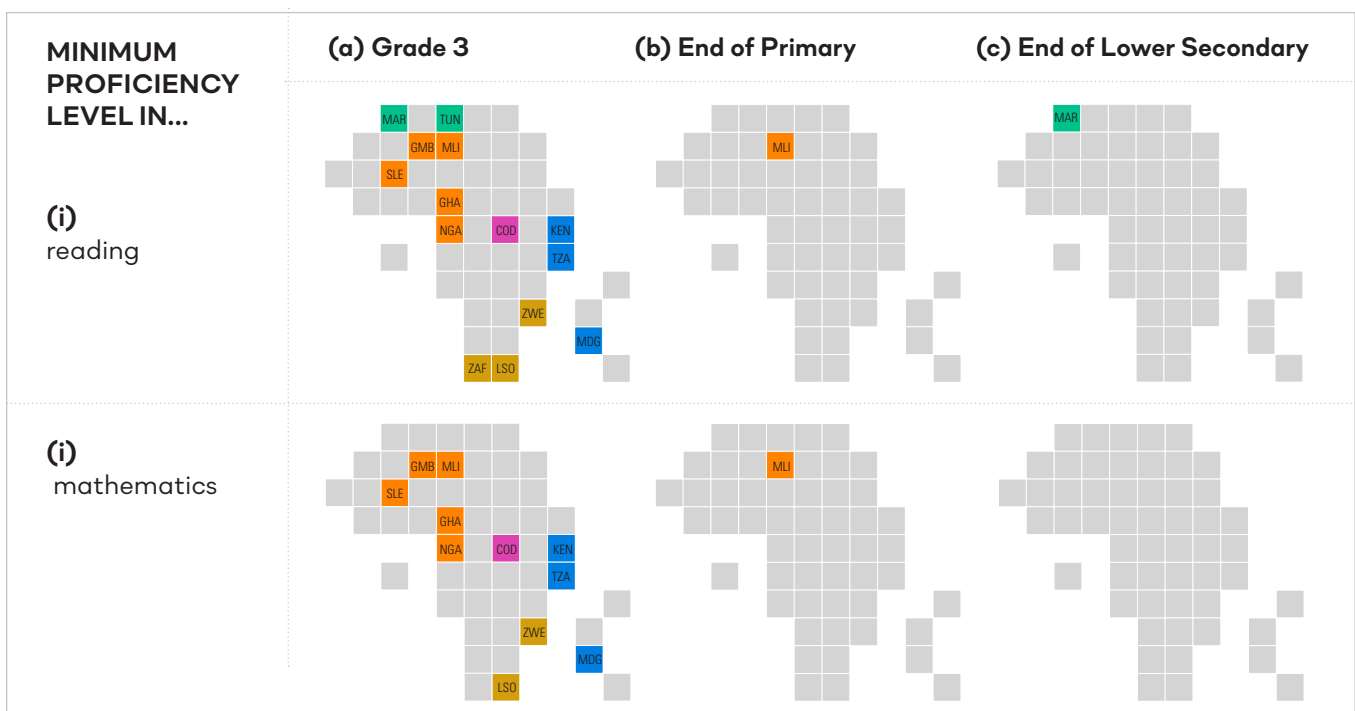 MINIMUM
PROFICIENCY
LEVEL IN...
(a) Grade 3
(b) End of Primary
(c) End of Lower Secondary
(i)
reading
MAR TUN
GMB MLI
SLE
GHA
NGA COD KEN
TZA
ZWE
MDG
ZAF LSO
MLI
MAR
(i)
mathematics
GMB MLI
SLE
GHA
NGA COD KEN
TZA
ZWE
MDG
LSO
MLI